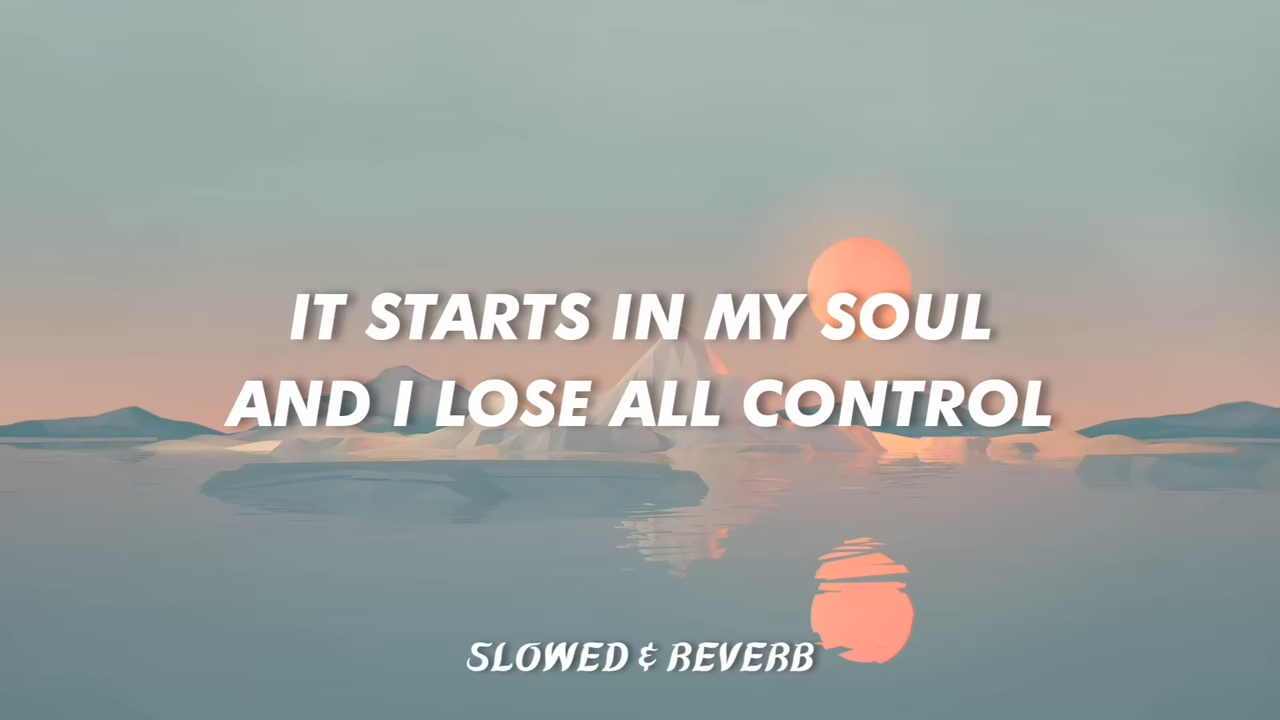 IT STARTS IN MY SOUL
AND I LOSE ALL CONTROL
SLOWED & REVERB